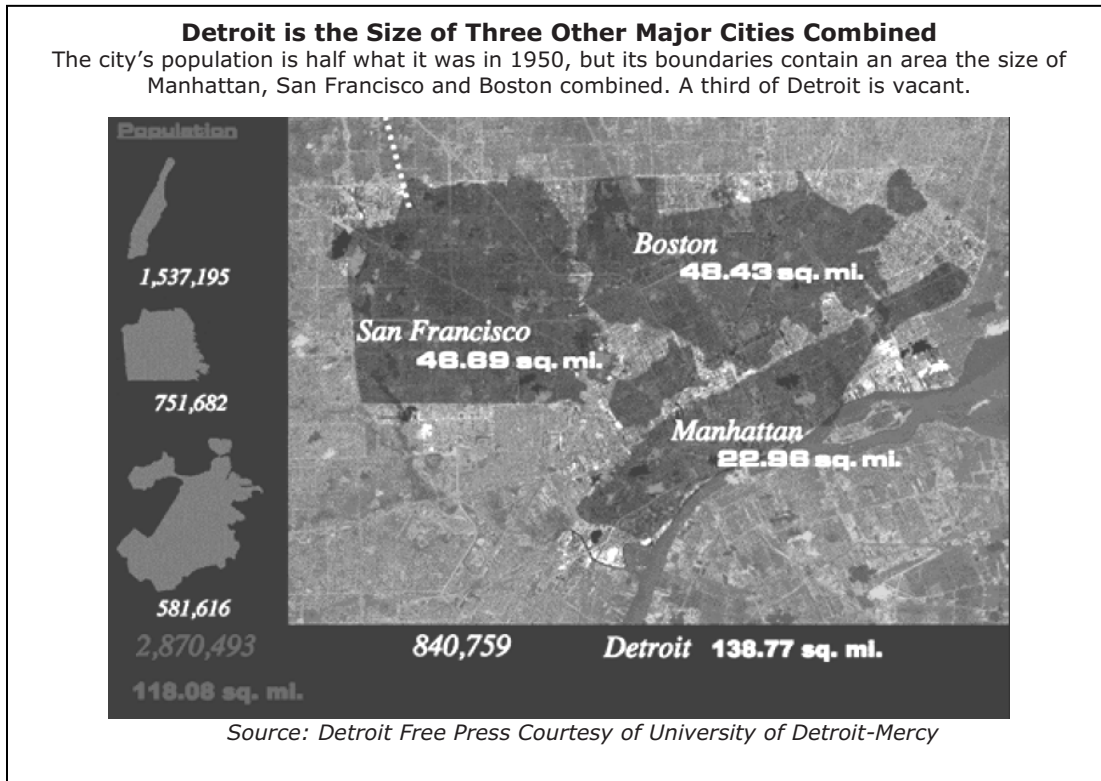 Detroit is the Size of Three Other Major Cities Combined
The city’s population is half what it was in 1950, but its boundaries contain an area the size of
Manhattan, San Francisco and Boston combined. A third of Detroit is vacant.
Population
1,537,195
751,682
581,616
2,870,493
118.08 sq. mi.
Boston
48.43 sq. mi.
San Francisco
46.69 sq. mi.
Manhattan
22.96 sq. mi.
840,759
Detroit 138.77 sq. mi.
Source: Detroit Free Press Courtesy of University of Detroit-Mercy